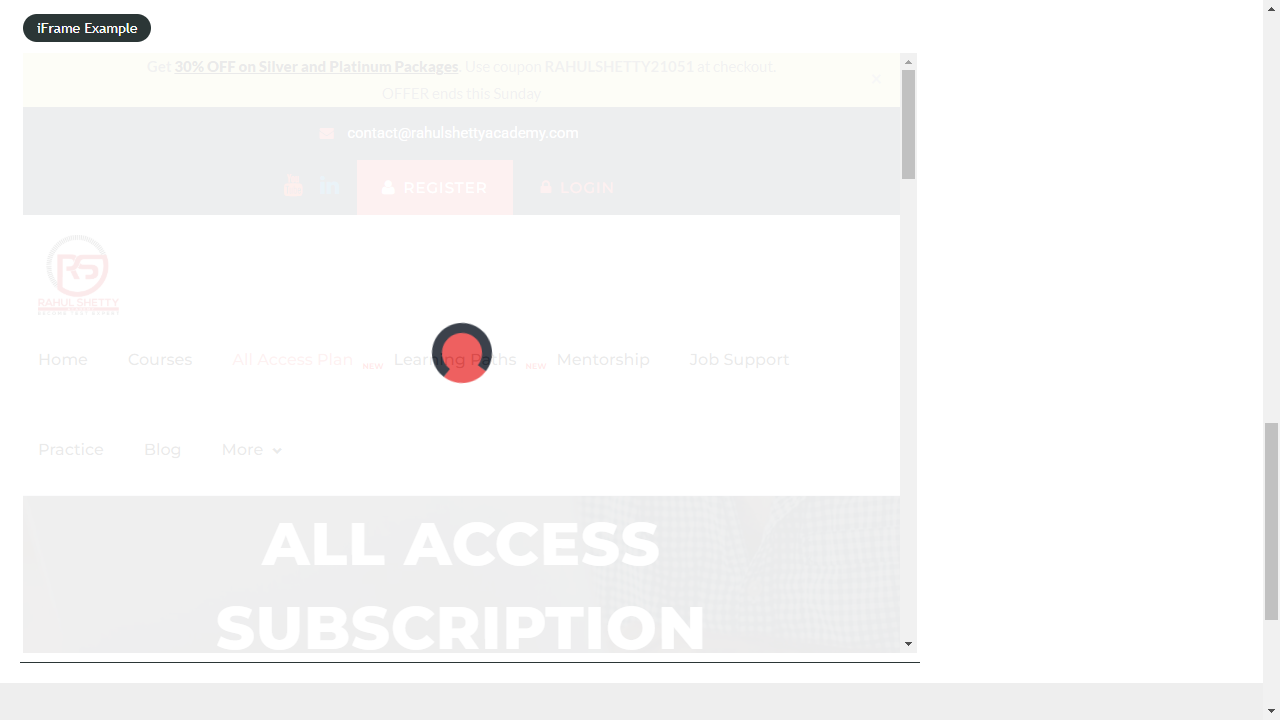 iFrame Example
Get 30% OFF on Silver and Platinum Packages. Use coupon RAHULSHETTY21051 at checkout.
OFFER ends this Sunday
×
contact@rahulshettyacademy.com
REGISTER
LOGIN
RS
RAHUL SHETTY
Home Courses All Access Plan NEW Learning Paths NEW Mentorship Job Support
Practice Blog More
ALL ACCESS
SUBSCRIPTION